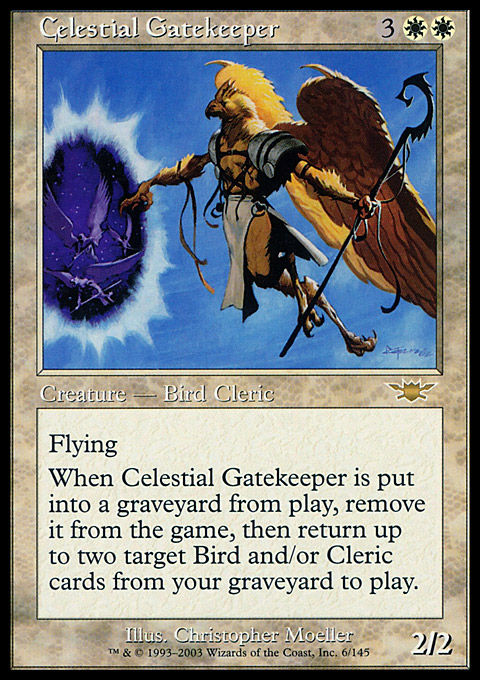 Celestial Gatekeeper 3
Creature — Bird Cleric
Flying
When Celestial Gatekeeper is put
into a graveyard from play, remove
it from the game, then return up
to two target Bird and/or Cleric
cards from your graveyard to play.
Illus. Christopher Moeller
2/2
™ & © 1993–2003 Wizards of the Coast, Inc. 6/145